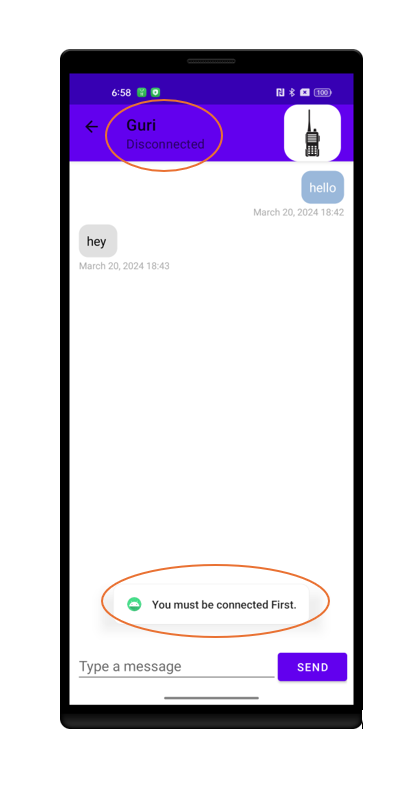 6:58
100
Guri
Disconnected
hello
March 20, 2024 18:42
hey
March 20, 2024 18:43
You must be connected First.
Type a message
SEND